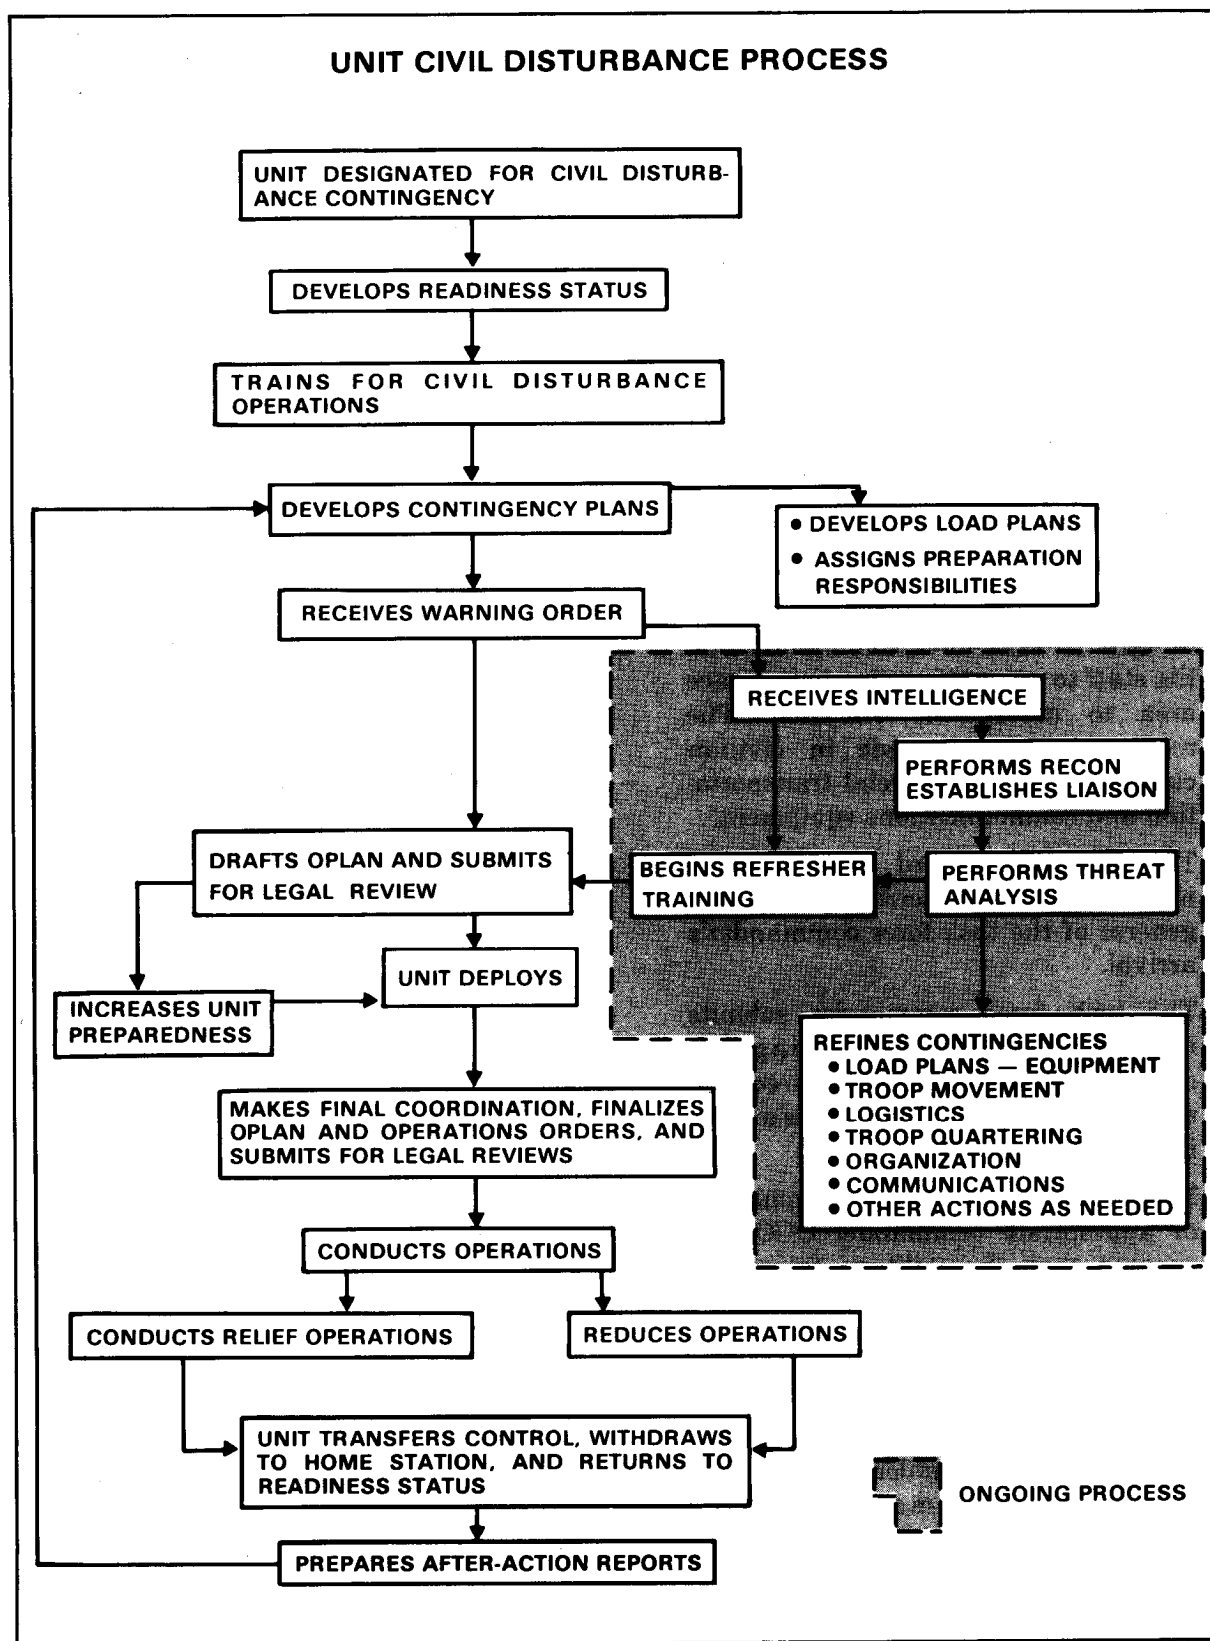 UNIT CIVIL DISTURBANCE PROCESS
UNIT DESIGNATED FOR CIVIL DISTURB-
ANCE CONTINGENCY
DEVELOPS READINESS STATUS
TRAINS FOR CIVIL DISTURBANCE
OPERATIONS
DEVELOPS CONTINGENCY PLANS
● DEVELOPS LOAD PLANS
● ASSIGNS PREPARATION
RESPONSIBILITIES
RECEIVES WARNING ORDER
RECEIVES INTELLIGENCE
PERFORMS RECON
ESTABLISHES LIAISON
DRAFTS OPLAN AND SUBMITS
FOR LEGAL REVIEW
BEGINS REFRESHER
TRAINING
PERFORMS THREAT
ANALYSIS
UNIT DEPLOYS
INCREASES UNIT
PREPAREDNESS
REFINES CONTINGENCIES
● LOAD PLANS — EQUIPMENT
● TROOP MOVEMENT
● LOGISTICS
● TROOP QUARTERING
● ORGANIZATION
● COMMUNICATIONS
● OTHER ACTIONS AS NEEDED
MAKES FINAL COORDINATION, FINALIZES
OPLAN AND OPERATIONS ORDERS, AND
SUBMITS FOR LEGAL REVIEWS
CONDUCTS OPERATIONS
CONDUCTS RELIEF OPERATIONS
REDUCES OPERATIONS
UNIT TRANSFERS CONTROL, WITHDRAWS
TO HOME STATION, AND RETURNS TO
READINESS STATUS
ONGOING PROCESS
PREPARES AFTER-ACTION REPORTS